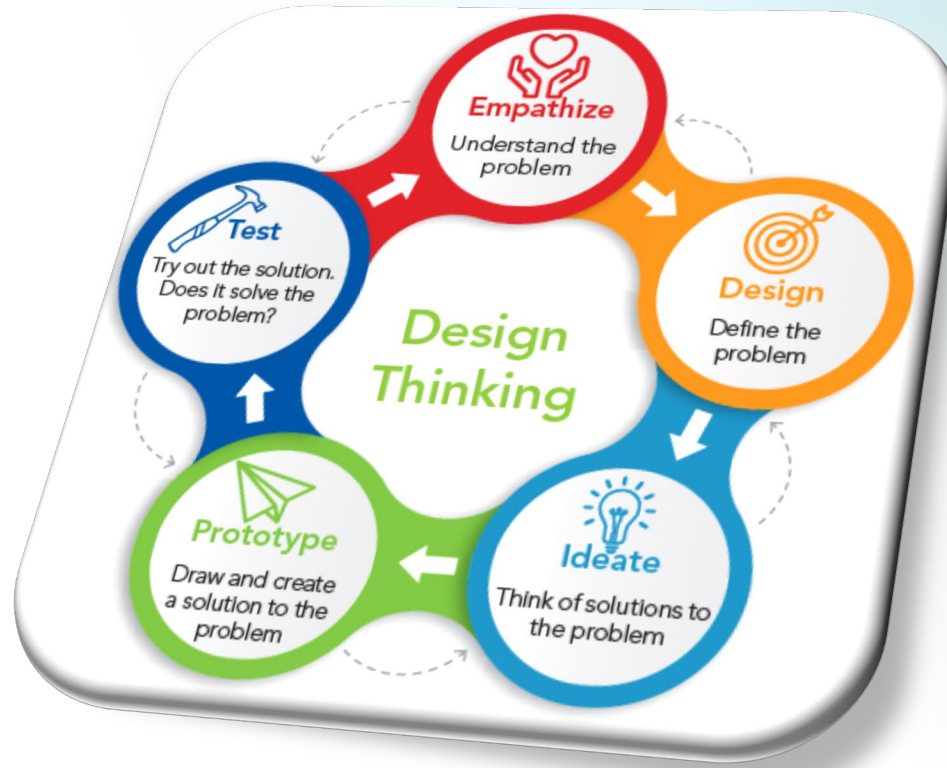 Design
Thinking
Empathize
Understand the
problem
Design
Define the
problem
Ideate
Think of solutions to
the problem
Prototype
Draw and create
a solution to the
problem
Test
Try out the solution.
Does it solve the
problem?